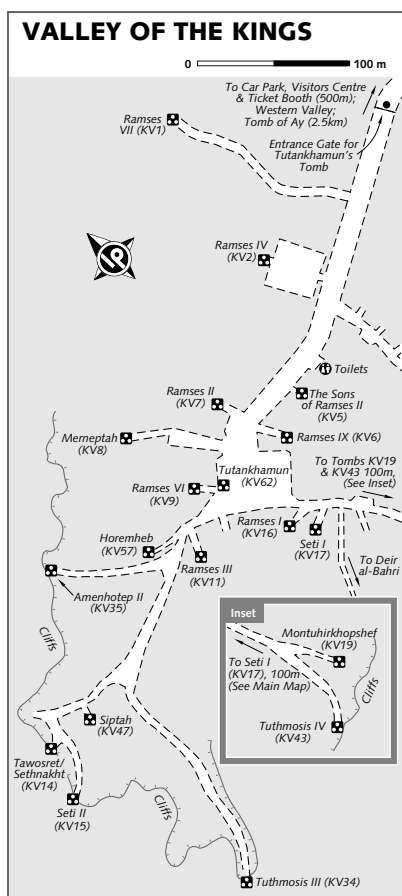 VALLEY OF THE KINGS
0
100 m
To Car Park, Visitors Centre
& Ticket Booth (500m);
Western Valley;
Tomb of Ay (2.5km)
Ramses
VII (KV1)
Entrance Gate for
Tutankhamun's
Tomb
Ramses IV
(KV2)
Toilets
Ramses II
(KV7)
The Sons
of Ramses II
(KV5)
Memeptah
(KV8)
Ramses IX (KV6)
Tutankhamun
(KV62)
To Tombs KV19
& KV43 100m,
(See Inset)
Ramses VI
(KV9)
Ramses I
(KV16)
Seti I
(KV17)
Horemheb
(KV57)
Ramses III
(KV11)
To Deir
al-Bahri
Amenhotep II
(KV35)
Cliffs
Inset
Montuhirkhopshef
(KV19)
To Seti I
(KV17), 100m
(See Main Map)
Cliffs
Tuthmosis IV
(KV43)
Siptah
(KV47)
Tawosret/
Sethnakht
(KV14)
Seti II
(KV15)
Cliffs
Tuthmosis III (KV34)